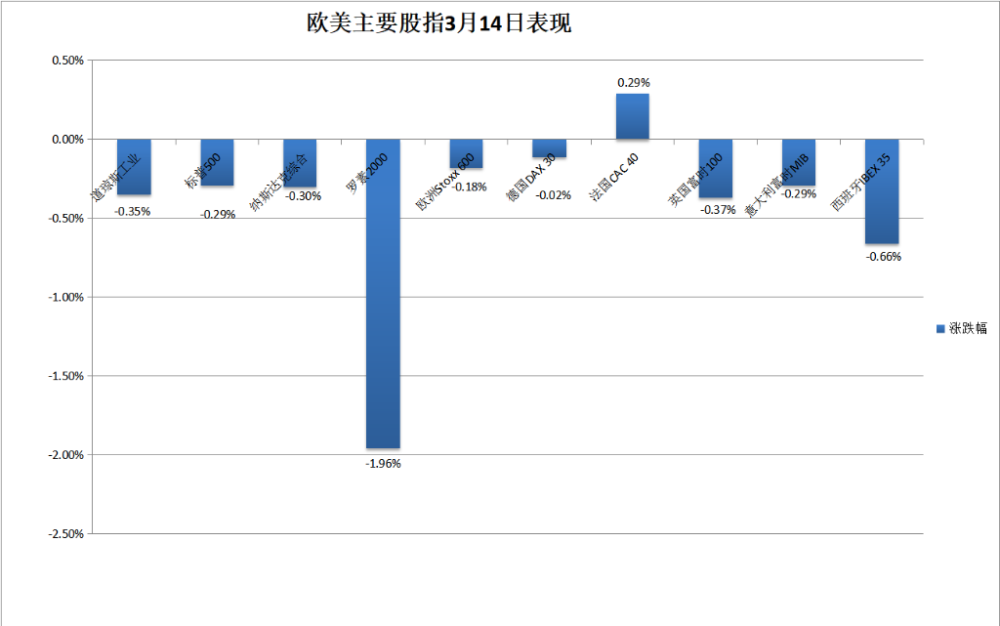 欧美主要股指3月14日表现
0.50%
0.00%
-0.50%
-1.00%
-1.50%
-2.00%
-2.50%
道琼斯工业
标普500
纳斯达克综合
罗素2000
欧洲Stoxx 600
德国DAX 30
法国CAC 40
英国富时100
意大利富时MIB
西班牙IBEX 35
-0.35%
-0.29%
-0.30%
-1.96%
-0.18%
-0.02%
0.29%
-0.37%
-0.29%
-0.66%
涨跌幅